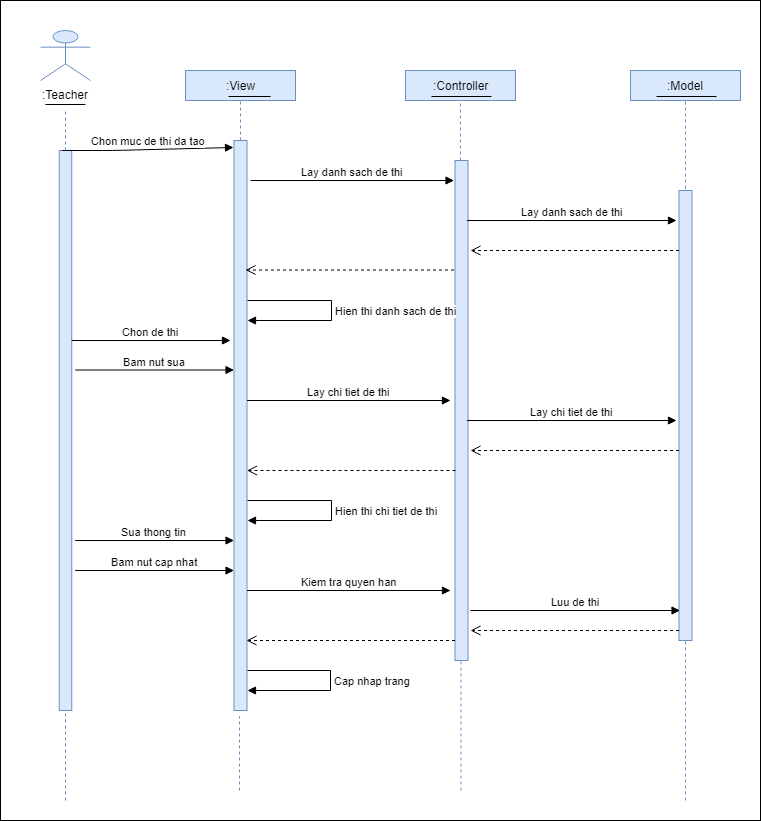 :Teacher
:View
:Controller
:Model
Chon muc de thi da tao
Lay danh sach de thi
Lay danh sach de thi
Hien thi danh sach de thi
Chon de thi
Bam nut sua
Lay chi tiet de thi
Lay chi tiet de thi
Hien thi chi tiet de thi
Sua thong tin
Bam nut cap nhat
Kiem tra quyen han
Luu de thi
Cap nhap trang